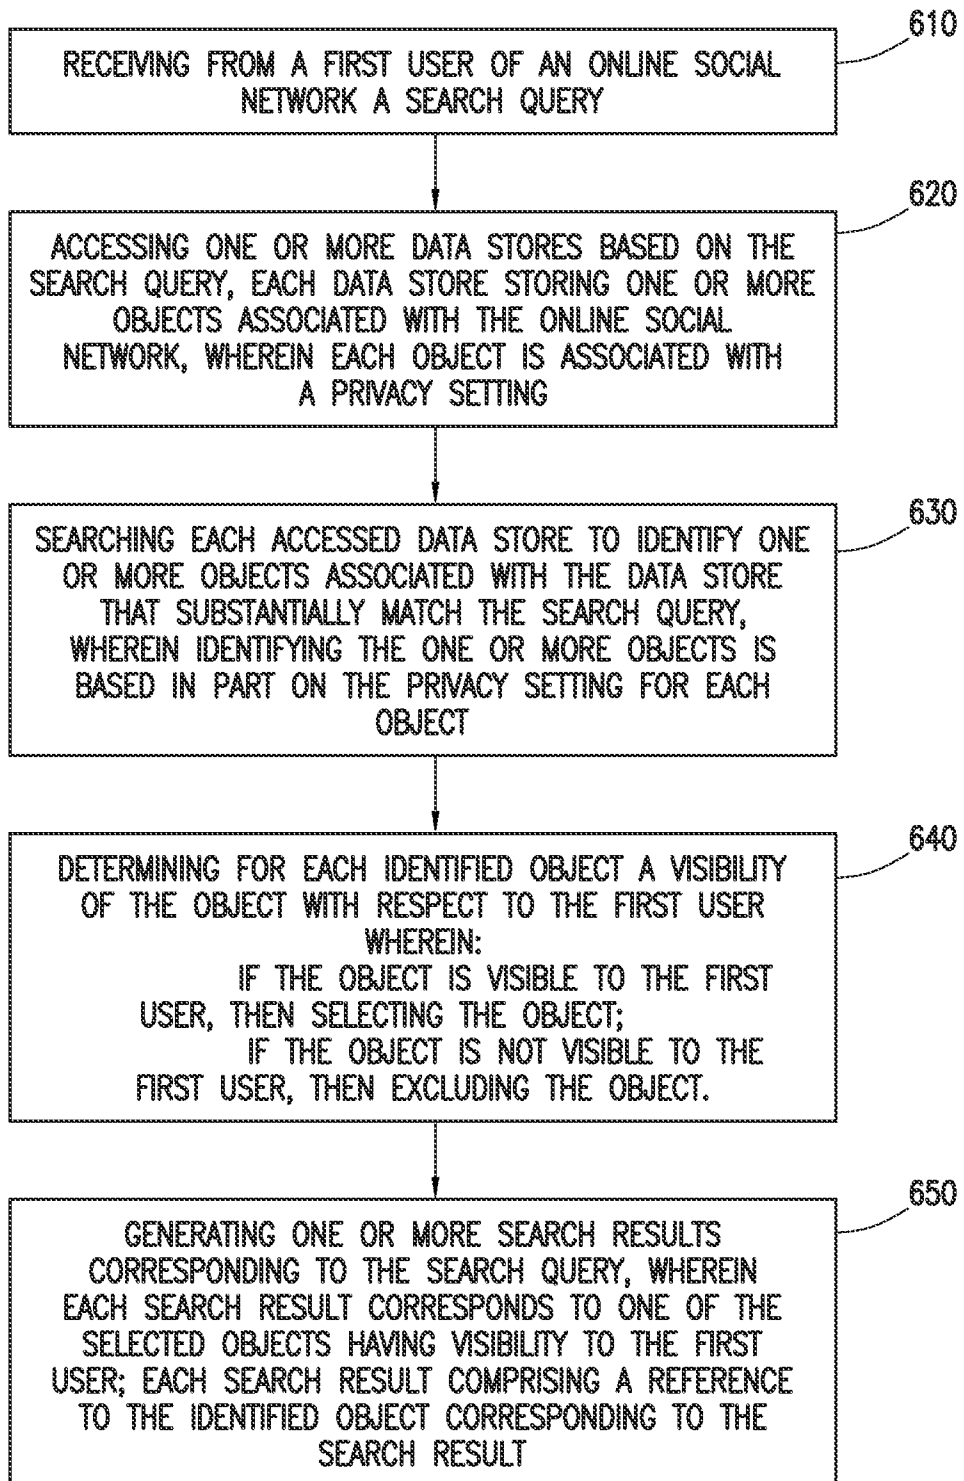 610
RECEIVING FROM A FIRST USER OF AN ONLINE SOCIAL
NETWORK A SEARCH QUERY
620
ACCESSING ONE OR MORE DATA STORES BASED ON THE
SEARCH QUERY, EACH DATA STORE STORING ONE OR MORE
OBJECTS ASSOCIATED WITH THE ONLINE SOCIAL
NETWORK, WHEREIN EACH OBJECT IS ASSOCIATED WITH
A PRIVACY SETTING
630
SEARCHING EACH ACCESSED DATA STORE TO IDENTIFY ONE
OR MORE OBJECTS ASSOCIATED WITH THE DATA STORE
THAT SUBSTANTIALLY MATCH THE SEARCH QUERY,
WHEREIN IDENTIFYING THE ONE OR MORE OBJECTS IS
BASED IN PART ON THE PRIVACY SETTING FOR EACH
OBJECT
640
DETERMINING FOR EACH IDENTIFIED OBJECT A VISIBILITY
OF THE OBJECT WITH RESPECT TO THE FIRST USER
WHEREIN:
IF THE OBJECT IS VISIBLE TO THE FIRST
USER, THEN SELECTING THE OBJECT;
IF THE OBJECT IS NOT VISIBLE TO THE
FIRST USER, THEN EXCLUDING THE OBJECT.
650
GENERATING ONE OR MORE SEARCH RESULTS
CORRESPONDING TO THE SEARCH QUERY, WHEREIN
EACH SEARCH RESULT CORRESPONDS TO ONE OF THE
SELECTED OBJECTS HAVING VISIBILITY TO THE FIRST
USER; EACH SEARCH RESULT COMPRISING A REFERENCE
TO THE IDENTIFIED OBJECT CORRESPONDING TO THE
SEARCH RESULT